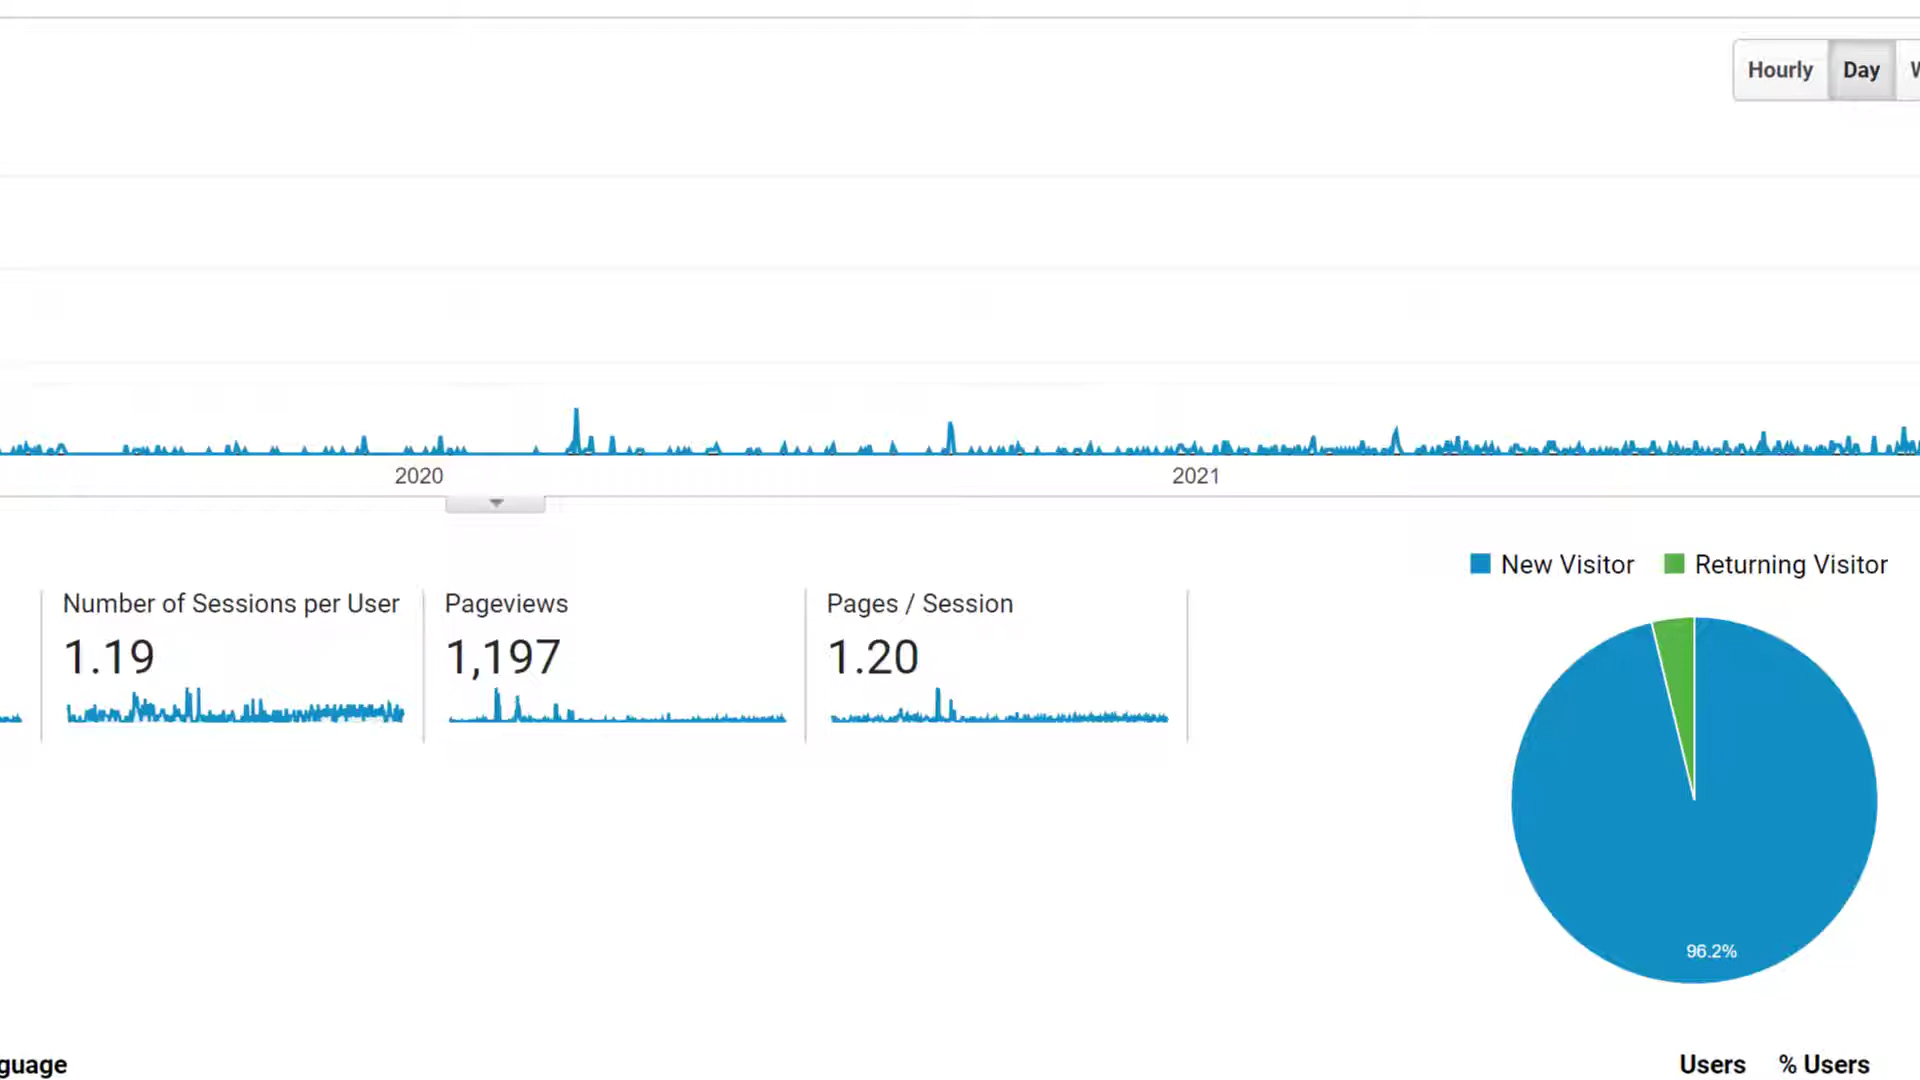 Hourly Day
2020 2021
New Visitor Returning Visitor
Number of Sessions per User Pageviews Pages / Session
1.19 1,197 1.20
96.2%
guage Users % Users